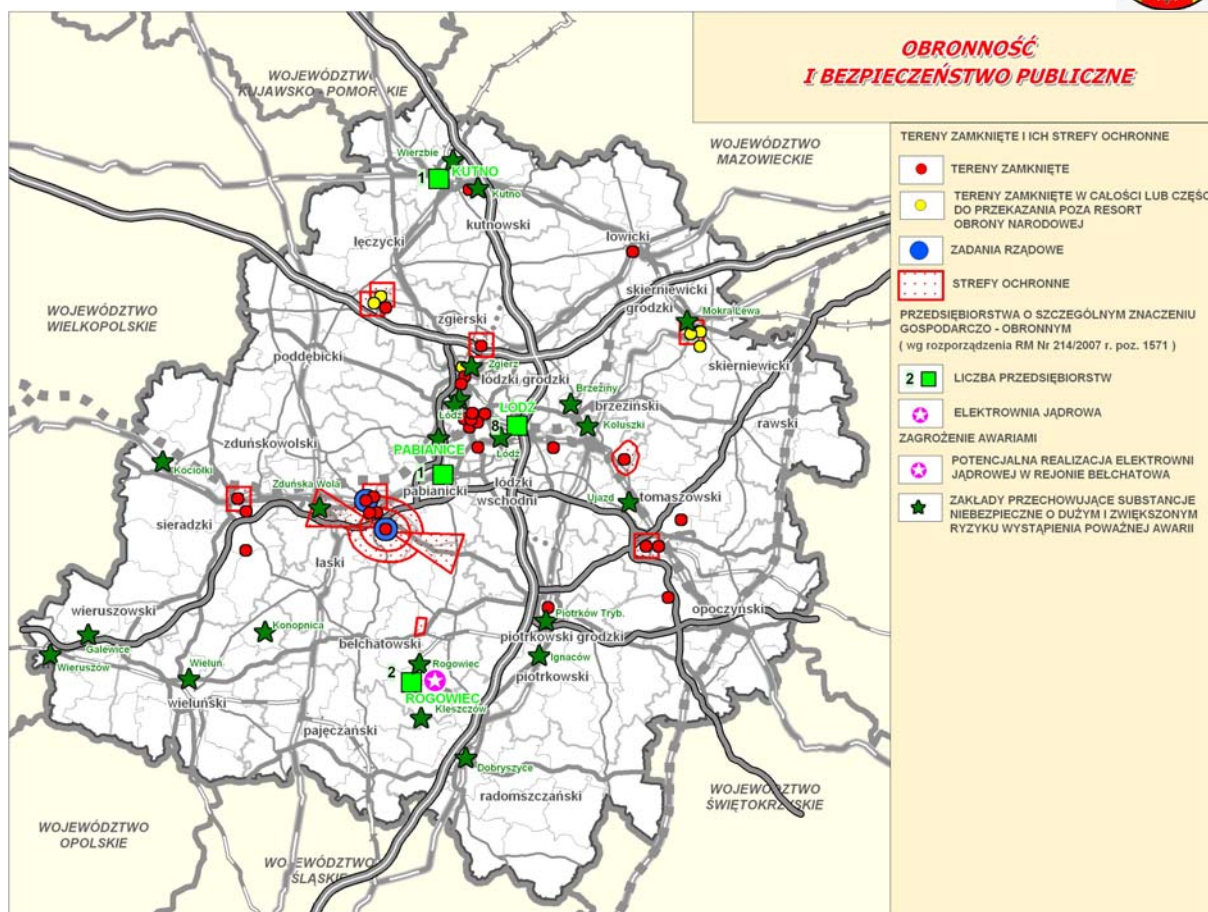 OBRONNOŚĆ
I BEZPIECZEŃSTWO PUBLICZNE
TERENY ZAMKNIĘTE I ICH STREFY OCHRONNE
TERENY ZAMKNIĘTE
TERENY ZAMKNIĘTE W CAŁOŚCI LUB CZĘŚC
DO PRZEKAZANIA POZA RESORT
OBRONY NARODOWEJ
ZADANIA RZĄDOWE
STREFY OCHRONNE
PRZEDSIĘBIORSTWA O SZCZEGÓLNYM ZNACZENIU
GOSPODARCZO - OBRONNYM
( wg rozporządzenia RM Nr 214/2007 r. poz. 1571 )
2
LICZBA PRZEDSIĘBIORSTW
ELEKTROWNIA JĄDROWA
ZAGROŻENIE AWARIAMI
POTENCJALNA REALIZACJA ELEKTROWNI
JĄDROWEJ W REJONIE BEŁCHATOWA
ZAKŁADY PRZECHOWUJĄCE SUBSTANCJE
NIEBEZPIECZNE O DUŻYM I ZWIĘKSZONYM
RYZYKU WYSTĄPIENIA POWAŻNEJ AWARII
WOJEWÓDZTWO
KUJAWSKO - POMORSKIE
WOJEWÓDZTWO
MAZOWIECKIE
WOJEWÓDZTWO
WIELKOPOLSKIE
WOJEWÓDZTWO
ŚWIĘTOKRZYSKIE
WOJEWÓDZTWO
OPOLSKIE
WOJEWÓDZTWO
ŚLĄSKIE
Wierzbie
1
KUTNO
Kutno
kutnowski
łęczycki
łowicki
skierniewicki
grodzki
Mokra Lewa
skierniewicki
zgierski
Zgierz
poddębicki
łódzki grodzki
Brzeziny
brzeziński
Łódź
8
ŁÓDŹ
Koluszki
rawski
Łódź
zduńskowolski
PABIANICE
1
pabianicki
łódzki
wschodni
Kociołki
Zduńska Wola
sieradzki
Ujazd
tomaszowski
łaski
wieruszowski
Galewice
Wieruszów
Konopnica
Wieluń
wieluński
bełchatowski
Piotrków Tryb.
piotrkowski grodzki
Ignaców
piotrkowski
opoczyński
Rogowiec
2
ROGOWIEC
Kleszczów
pajęczański
Dobryszyce
radomszczański